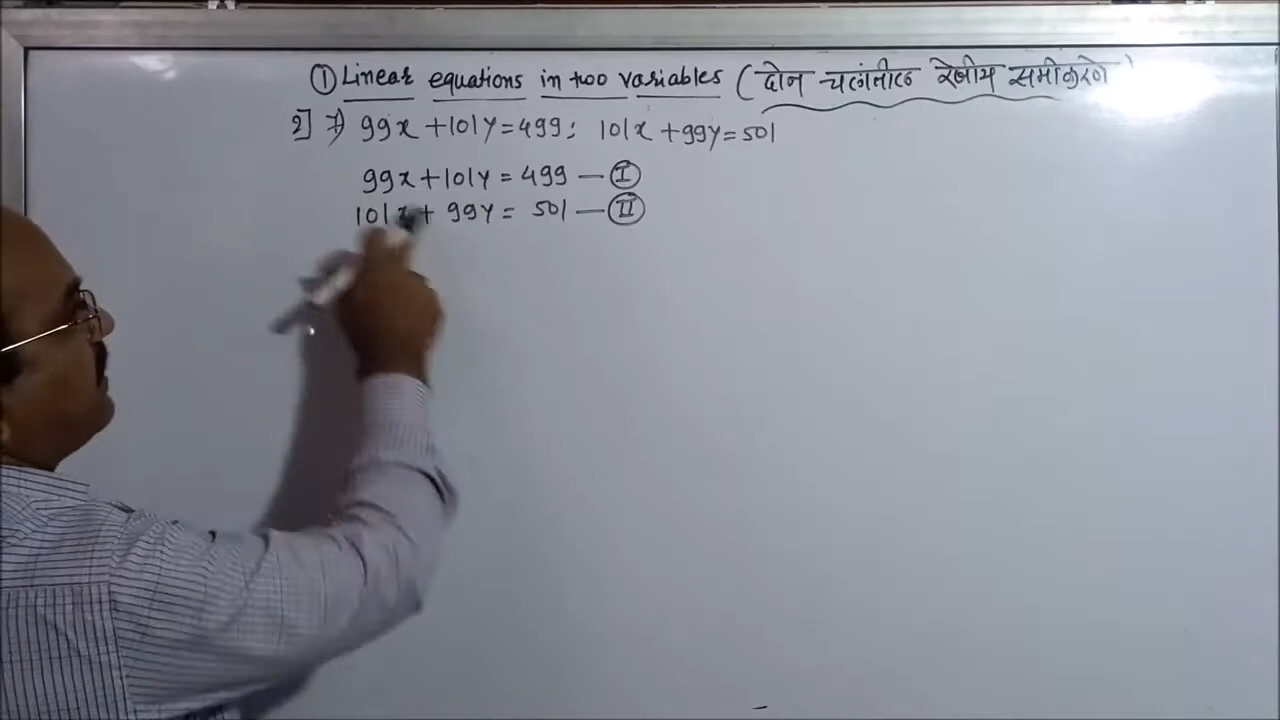 ① Linear equations in two variables (दोन चलांतील रेषीय समीकरणे)
2] 7) 99x + 101y = 499; 101x + 99y = 501
99x + 101y = 499 — Ⓘ
101x + 99y = 501 — Ⓘ︎Ⓘ